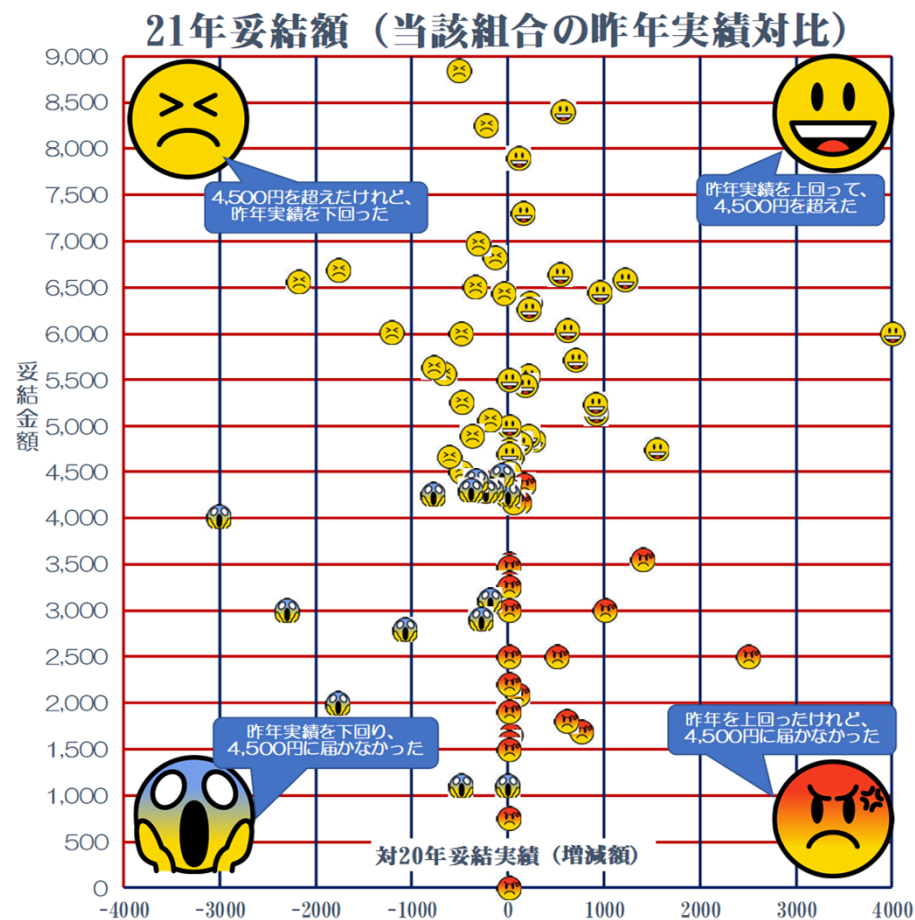 21年妥結額（当該組合の昨年実績対比）
9,000
8,500
8,000
7,500
7,000
6,500
6,000
5,500
5,000
4,500
4,000
3,500
3,000
2,500
2,000
1,500
1,000
500
0
妥結金額
4,500円を超えたけれど、
昨年実績を下回った
昨年実績を上回って、
4,500円を超えた
昨年実績を下回り、
4,500円に届かなかった
昨年を上回ったけれど、
4,500円に届かなかった
対20年妥結実績（増減額）
-4000 -3000 -2000 -1000 0 1000 2000 3000 4000